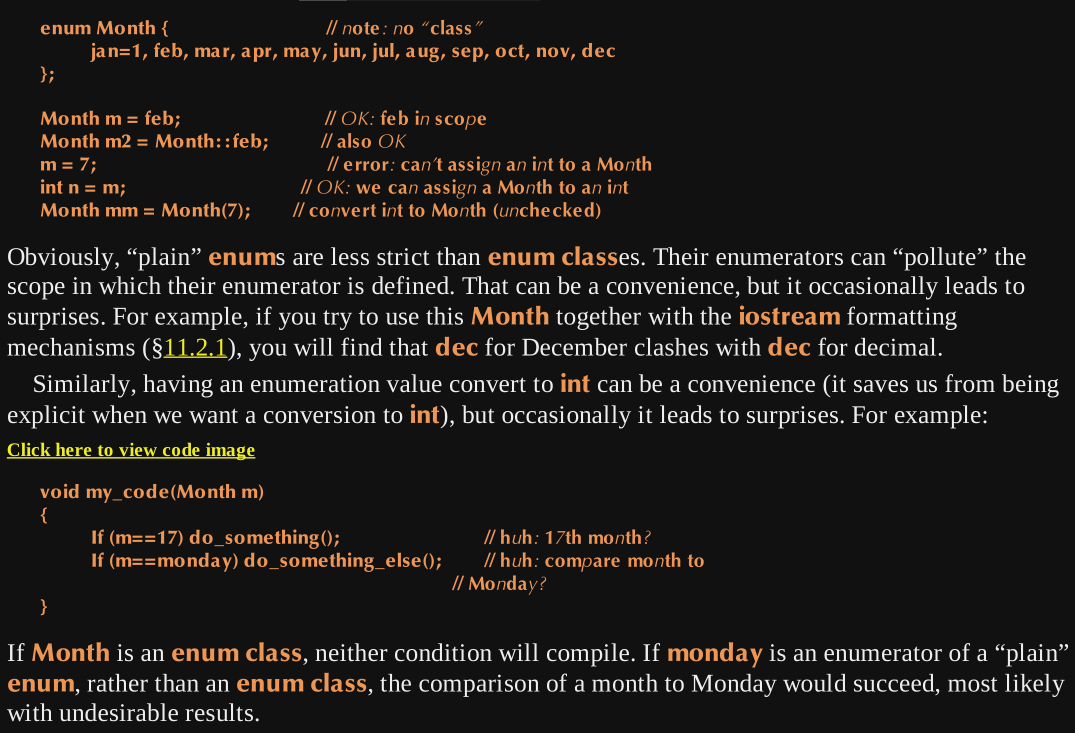 enum Month { // note: no “class”
jan=1, feb, mar, apr, may, jun, jul, aug, sep, oct, nov, dec
};
Month m = feb; // OK: feb in scope
Month m2 = Month::feb; // also OK
m = 7; // error: can’t assign an int to a Month
int n = m; // OK: we can assign a Month to an int
Month mm = Month(7); // convert int to Month (unchecked)
Obviously, “plain” enums are less strict than enum classes. Their enumerators can “pollute” the
scope in which their enumerator is defined. That can be a convenience, but it occasionally leads to
surprises. For example, if you try to use this Month together with the iostream formatting
mechanisms (§11.2.1), you will find that dec for December clashes with dec for decimal.
Similarly, having an enumeration value convert to int can be a convenience (it saves us from being
explicit when we want a conversion to int), but occasionally it leads to surprises. For example:
Click here to view code image
void my_code(Month m)
{
If (m==17) do_something(); // huh: 17th month?
If (m==monday) do_something_else(); // huh: compare month to
// Monday?
}
If Month is an enum class, neither condition will compile. If monday is an enumerator of a “plain”
enum, rather than an enum class, the comparison of a month to Monday would succeed, most likely
with undesirable results.